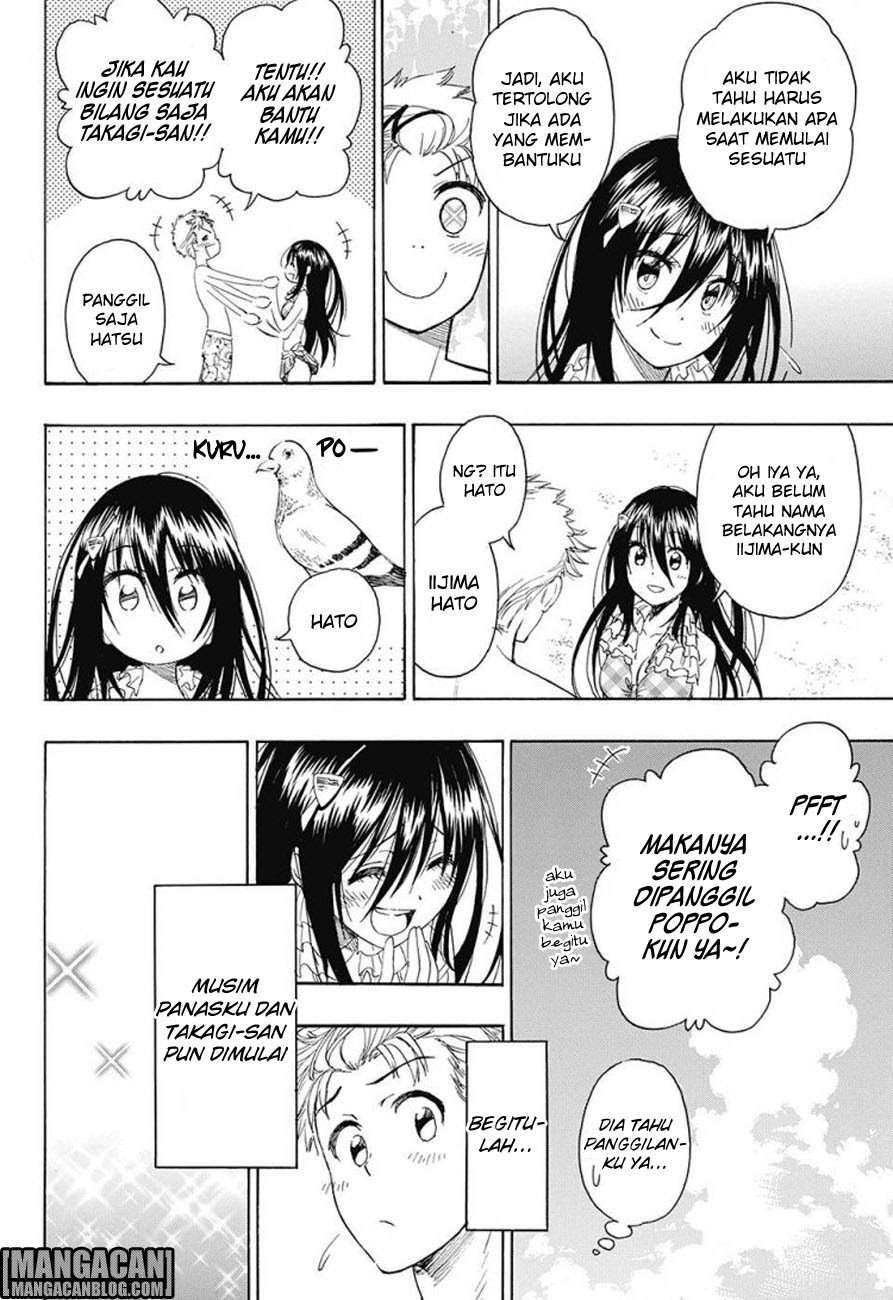 AKU TIDAK
TAHU HARUS
MELAKUKAN APA
SAAT MEMULAI
SESUATU
JADI, AKU
TERTOLONG
JIKA ADA
YANG MEM-
BANTUKU
TENTU!!
AKU AKAN
BANTU
KAMU!!
JIKA KAU
INGIN SESUATU
BILANG SAJA
TAKAGI-SAN!!
PANGGIL
SAJA
HATSU
OH IYA YA,
AKU BELUM
TAHU NAMA
BELAKANGNYA
IIJIMA-KUN
NG? ITU
HATO
IIJIMA
HATO
KURU... PO—
HATO
PFFT
...!!
MAKANYA
SERING
DIPANGGIL
POPPO-
KUN YA~!
aku
juga
panggil
kamu
begitu
ya~
DIA TAHU
PANGGILAN-
KU YA...
BEGITU-
LAH...
MUSIM
PANASKU DAN
TAKAGI-SAN
PUN DIMULAI
[MANGACAN]
MANGACANBLOG.COM